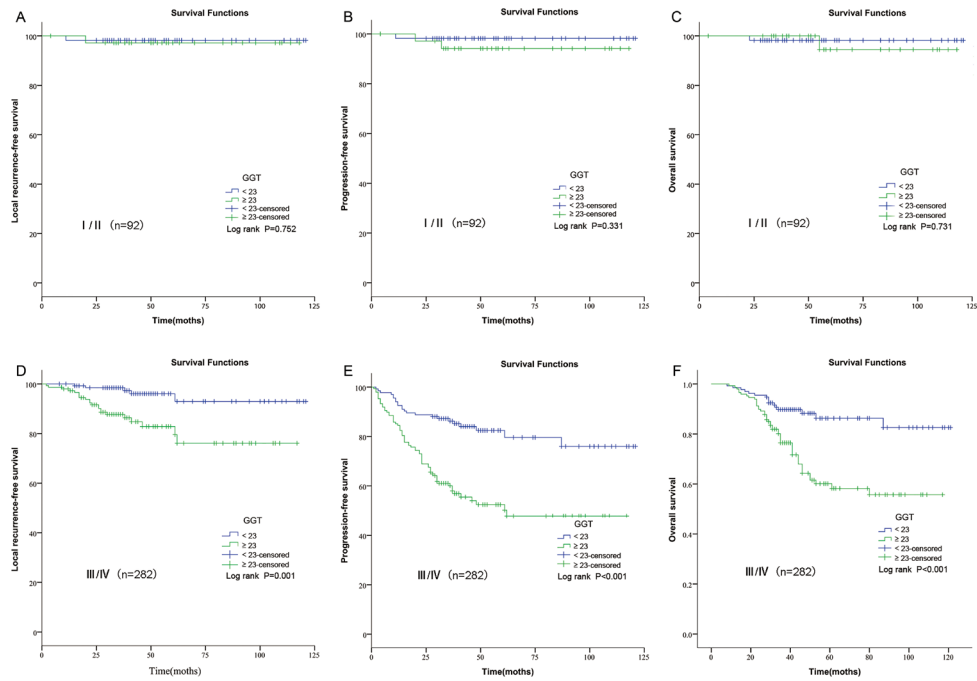 A
Survival Functions
Local recurrence-free survival
100
80
60
40
20
0
GGT
< 23
≥ 23
< 23-censored
≥ 23-censored
Log rank P=0.752
Ⅰ/Ⅱ (n=92)
0 25 50 75 100 125
Time(moths)
B
Survival Functions
Progression-free survival
100
80
60
40
20
0
GGT
< 23
≥ 23
< 23-censored
≥ 23-censored
Log rank P=0.331
Ⅰ/Ⅱ (n=92)
0 25 50 75 100 125
Time(moths)
C
Survival Functions
Overall survival
100
80
60
40
20
0
GGT
< 23
≥ 23
< 23-censored
≥ 23-censored
Log rank P=0.731
Ⅰ/Ⅱ (n=92)
0 25 50 75 100 125
Time(moths)
D
Survival Functions
Local recurrence-free survival
100
80
60
40
20
0
GGT
< 23
≥ 23
< 23-censored
≥ 23-censored
Log rank P=0.001
Ⅲ/Ⅳ (n=282)
0 25 50 75 100 125
Time(moths)
E
Survival Functions
Progression-free survival
100
80
60
40
20
0
GGT
< 23
≥ 23
< 23-censored
≥ 23-censored
Log rank P<0.001
Ⅲ/Ⅳ (n=282)
0 25 50 75 100 125
Time(moths)
F
Survival Functions
Overall survival
1.0
0.8
0.6
0.4
0.2
0.0
GGT
< 23
≥ 23
< 23-censored
≥ 23-censored
Log rank P<0.001
Ⅲ/Ⅳ (n=282)
0 20 40 60 80 100 120
Time(moths)